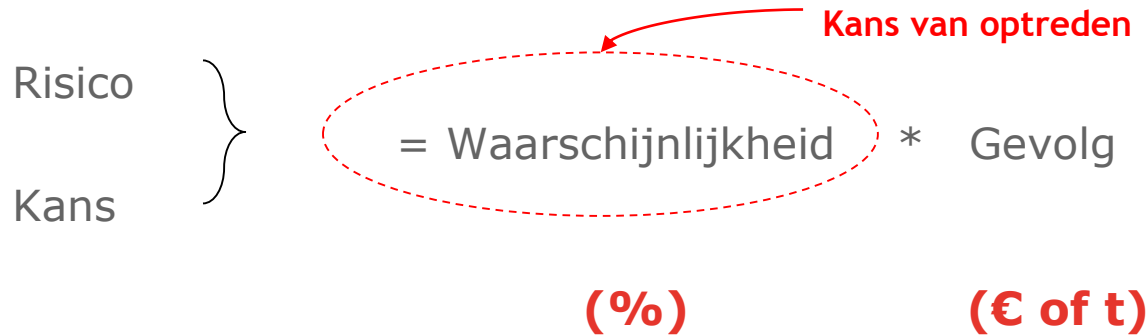 Kans van optreden
Risico
= Waarschijnlijkheid * Gevolg
Kans
(%) (€ of t)